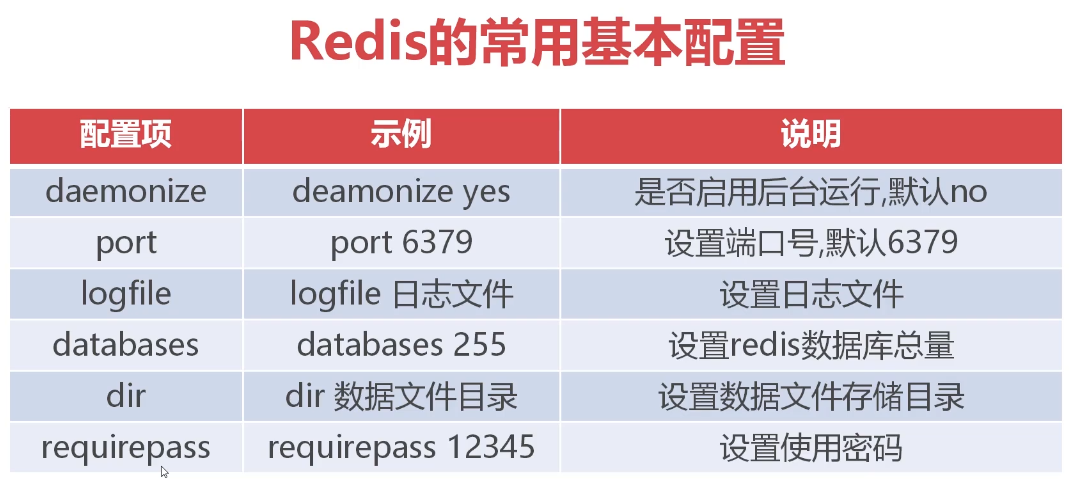 Redis的常用基本配置
配置项 示例 说明
daemonize deamonize yes 是否启用后台运行,默认no
port port 6379 设置端口号,默认6379
logfile logfile 日志文件 设置日志文件
databases databases 255 设置redis数据库总量
dir dir 数据文件目录 设置数据文件存储目录
requirepass requirepass 12345 设置使用密码